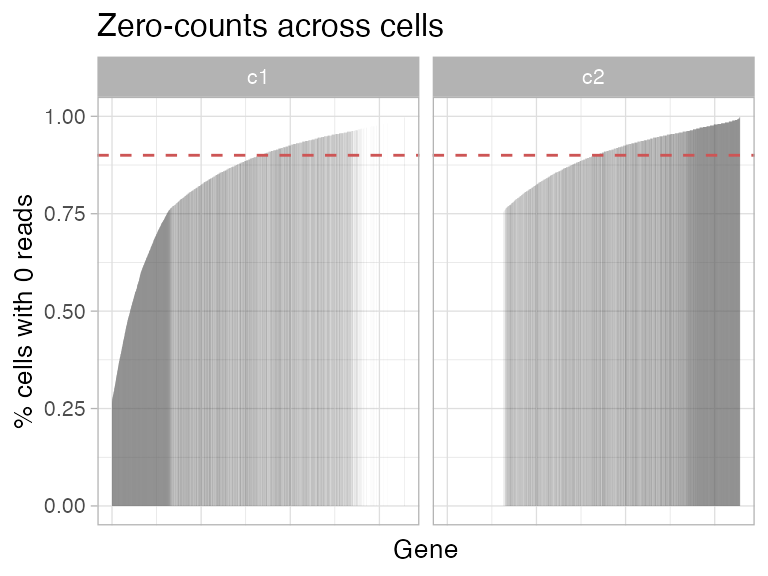 Zero-counts across cells
c1
c2
% cells with 0 reads
1.00
0.75
0.50
0.25
0.00
Gene